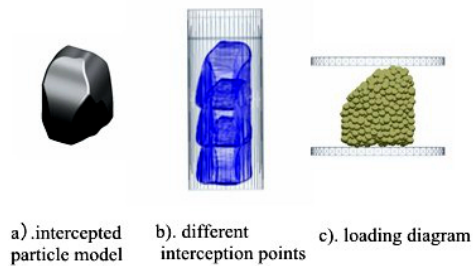 a).intercepted
particle model
b). different
interception points
c). loading diagram